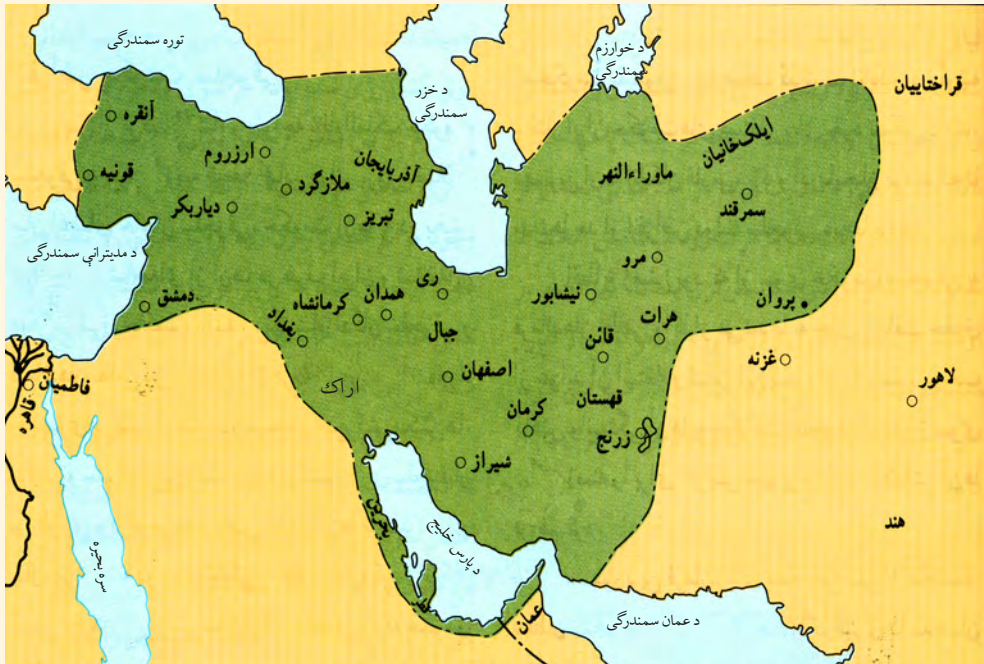 توره سمندرگی
د خزر
سمندرگی
د خوارزم
سمندرگی
قراختاییان
آنقره
ایلک‌خانیان
ارزروم
آذربایجان
ماوراءالنهر
قونیه
ملازگرد
سمرقند
دیاربکر
تبریز
د مدیترانې سمندرگی
مرو
ری
نیشابور
پروان
دمشق
کرمانشاه
همدان
هرات
بغداد
جبال
قائن
غزنه
فاطمیان
قاهره
اراک
اصفهان
قهستان
لاهور
کرمان
زرنج
شیراز
بحرین
هند
د پارس خلیج
سره بحیره
عمان
د عمان سمندرگی